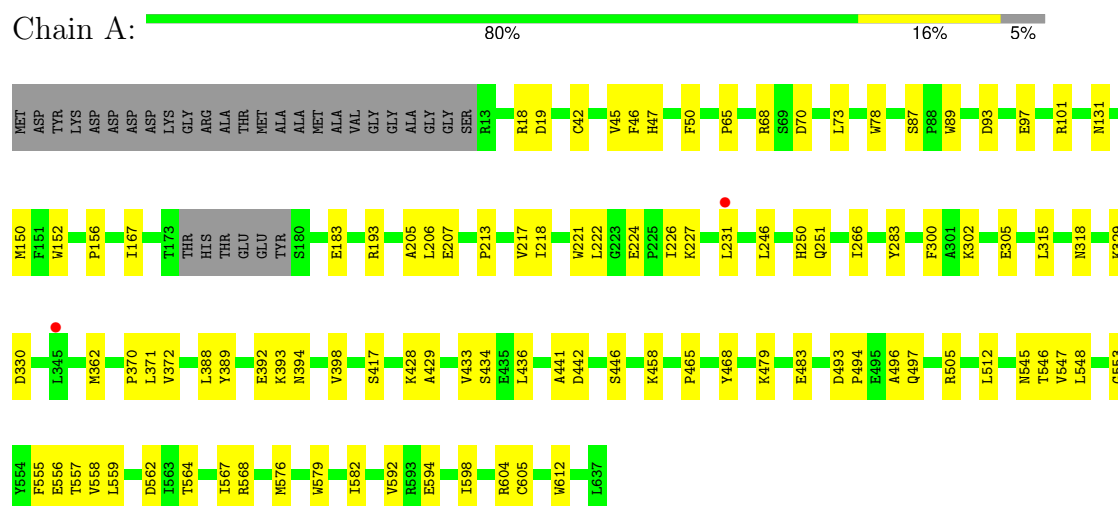 Chain A:
80% 16% 5%
MET ASP TYR LYS ASP ASP ASP ASP LYS GLY ARG ALA THR MET ALA ALA MET ALA VAL GLY GLY ALA GLY GLY SER R13 R18 D19 C42 V45 F46 H47 F50 P65 R68 S69 D70 L73 W78 S87 P88 W89 D93 E97 R101 N131
M150 F151 W152 P156 I167 T173 THR HIS THR GLU GLU TYR S180 E183 R193 A205 L206 E207 P213 V217 I218 W221 L222 G223 E224 P225 I226 K227 L231 L246 H250 Q251 I266 Y283 F300 A301 K302 E305 L315 N318
D330 L345 M362 P370 L371 V372 L388 Y389 E392 K393 N394 V398 S417 K428 A429 V433 S434 E435 L436 A441 D442 S446 K458 P465 Y468 K479 E483 D493 P494 E495 A496 Q497 R505 L512 N545 T546 V547 L548
Y554 F555 E556 T557 V558 L559 D562 I563 T564 I567 R568 M576 W579 I582 V592 R593 E594 I598 R604 C605 W612 L637